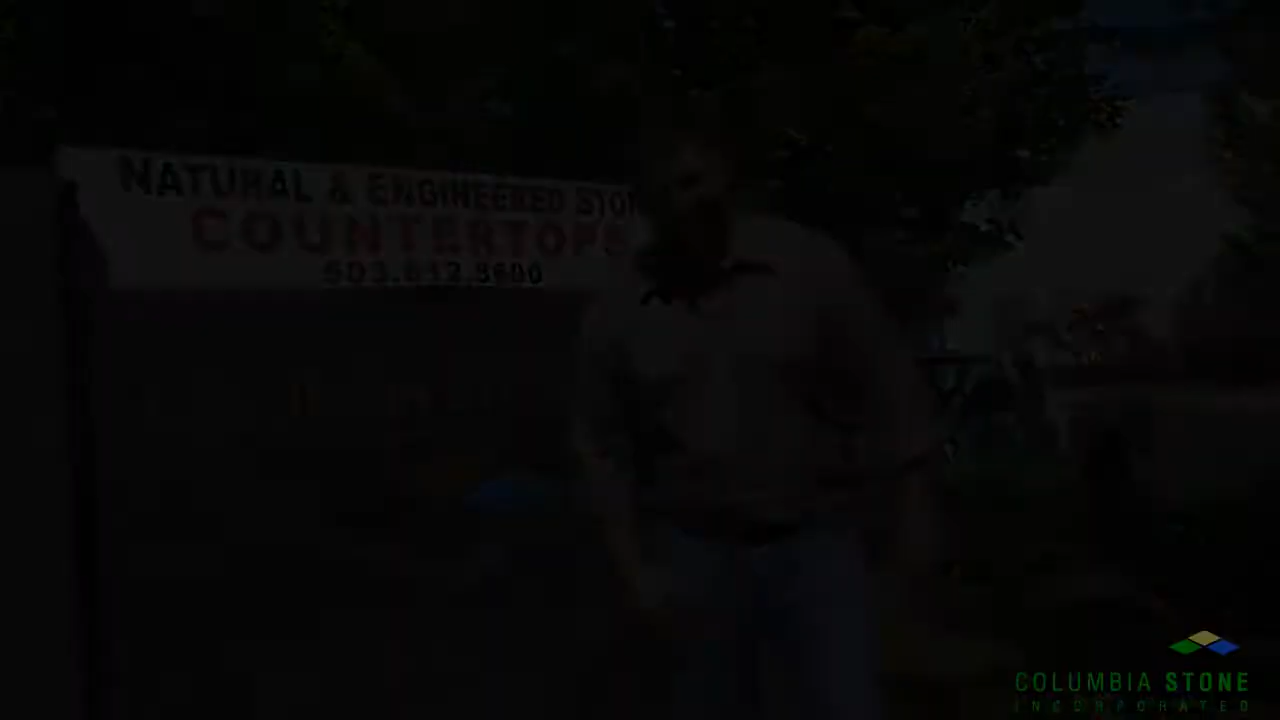 NATURAL & ENGINEERED
COUNTERTOPS
COLUMBIA STONE
INCORPORATED